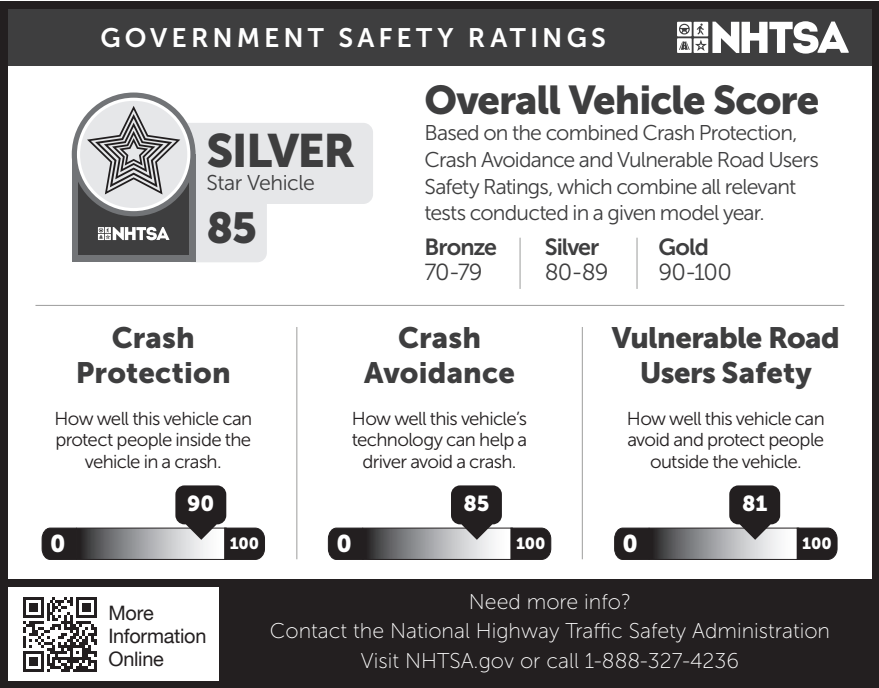 GOVERNMENT SAFETY RATINGS
NHTSA
SILVER
Star Vehicle
85
NHTSA
Overall Vehicle Score
Based on the combined Crash Protection,
Crash Avoidance and Vulnerable Road Users
Safety Ratings, which combine all relevant
tests conducted in a given model year.
Bronze
70-79
Silver
80-89
Gold
90-100
Crash
Protection
How well this vehicle can
protect people inside the
vehicle in a crash.
90
0
100
Crash
Avoidance
How well this vehicle’s
technology can help a
driver avoid a crash.
85
0
100
Vulnerable Road
Users Safety
How well this vehicle can
avoid and protect people
outside the vehicle.
81
0
100
More
Information
Online
Need more info?
Contact the National Highway Traffic Safety Administration
Visit NHTSA.gov or call 1-888-327-4236